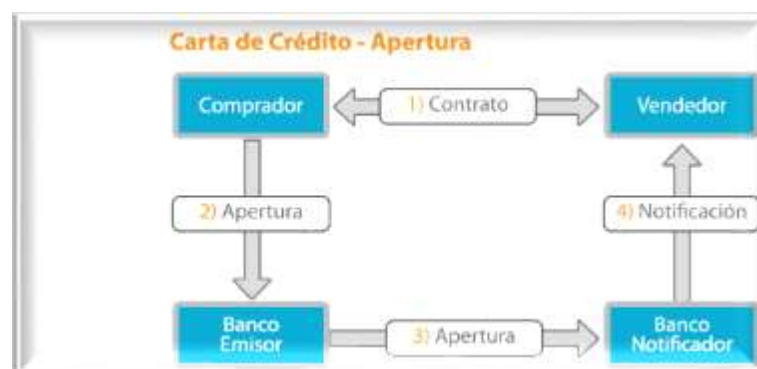 Carta de Crédito - Apertura
Comprador
1) Contrato
Vendedor
2) Apertura
4) Notificación
Banco
Emisor
3) Apertura
Banco
Notificador